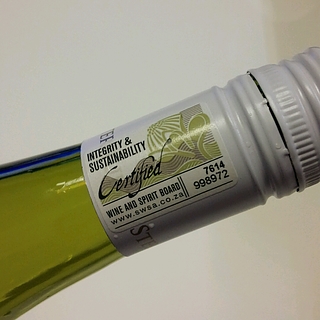 INTEGRITY &
SUSTAINABILITY
Certified
WINE AND SPIRIT BOARD
www.swsa.co.za
7614
998972